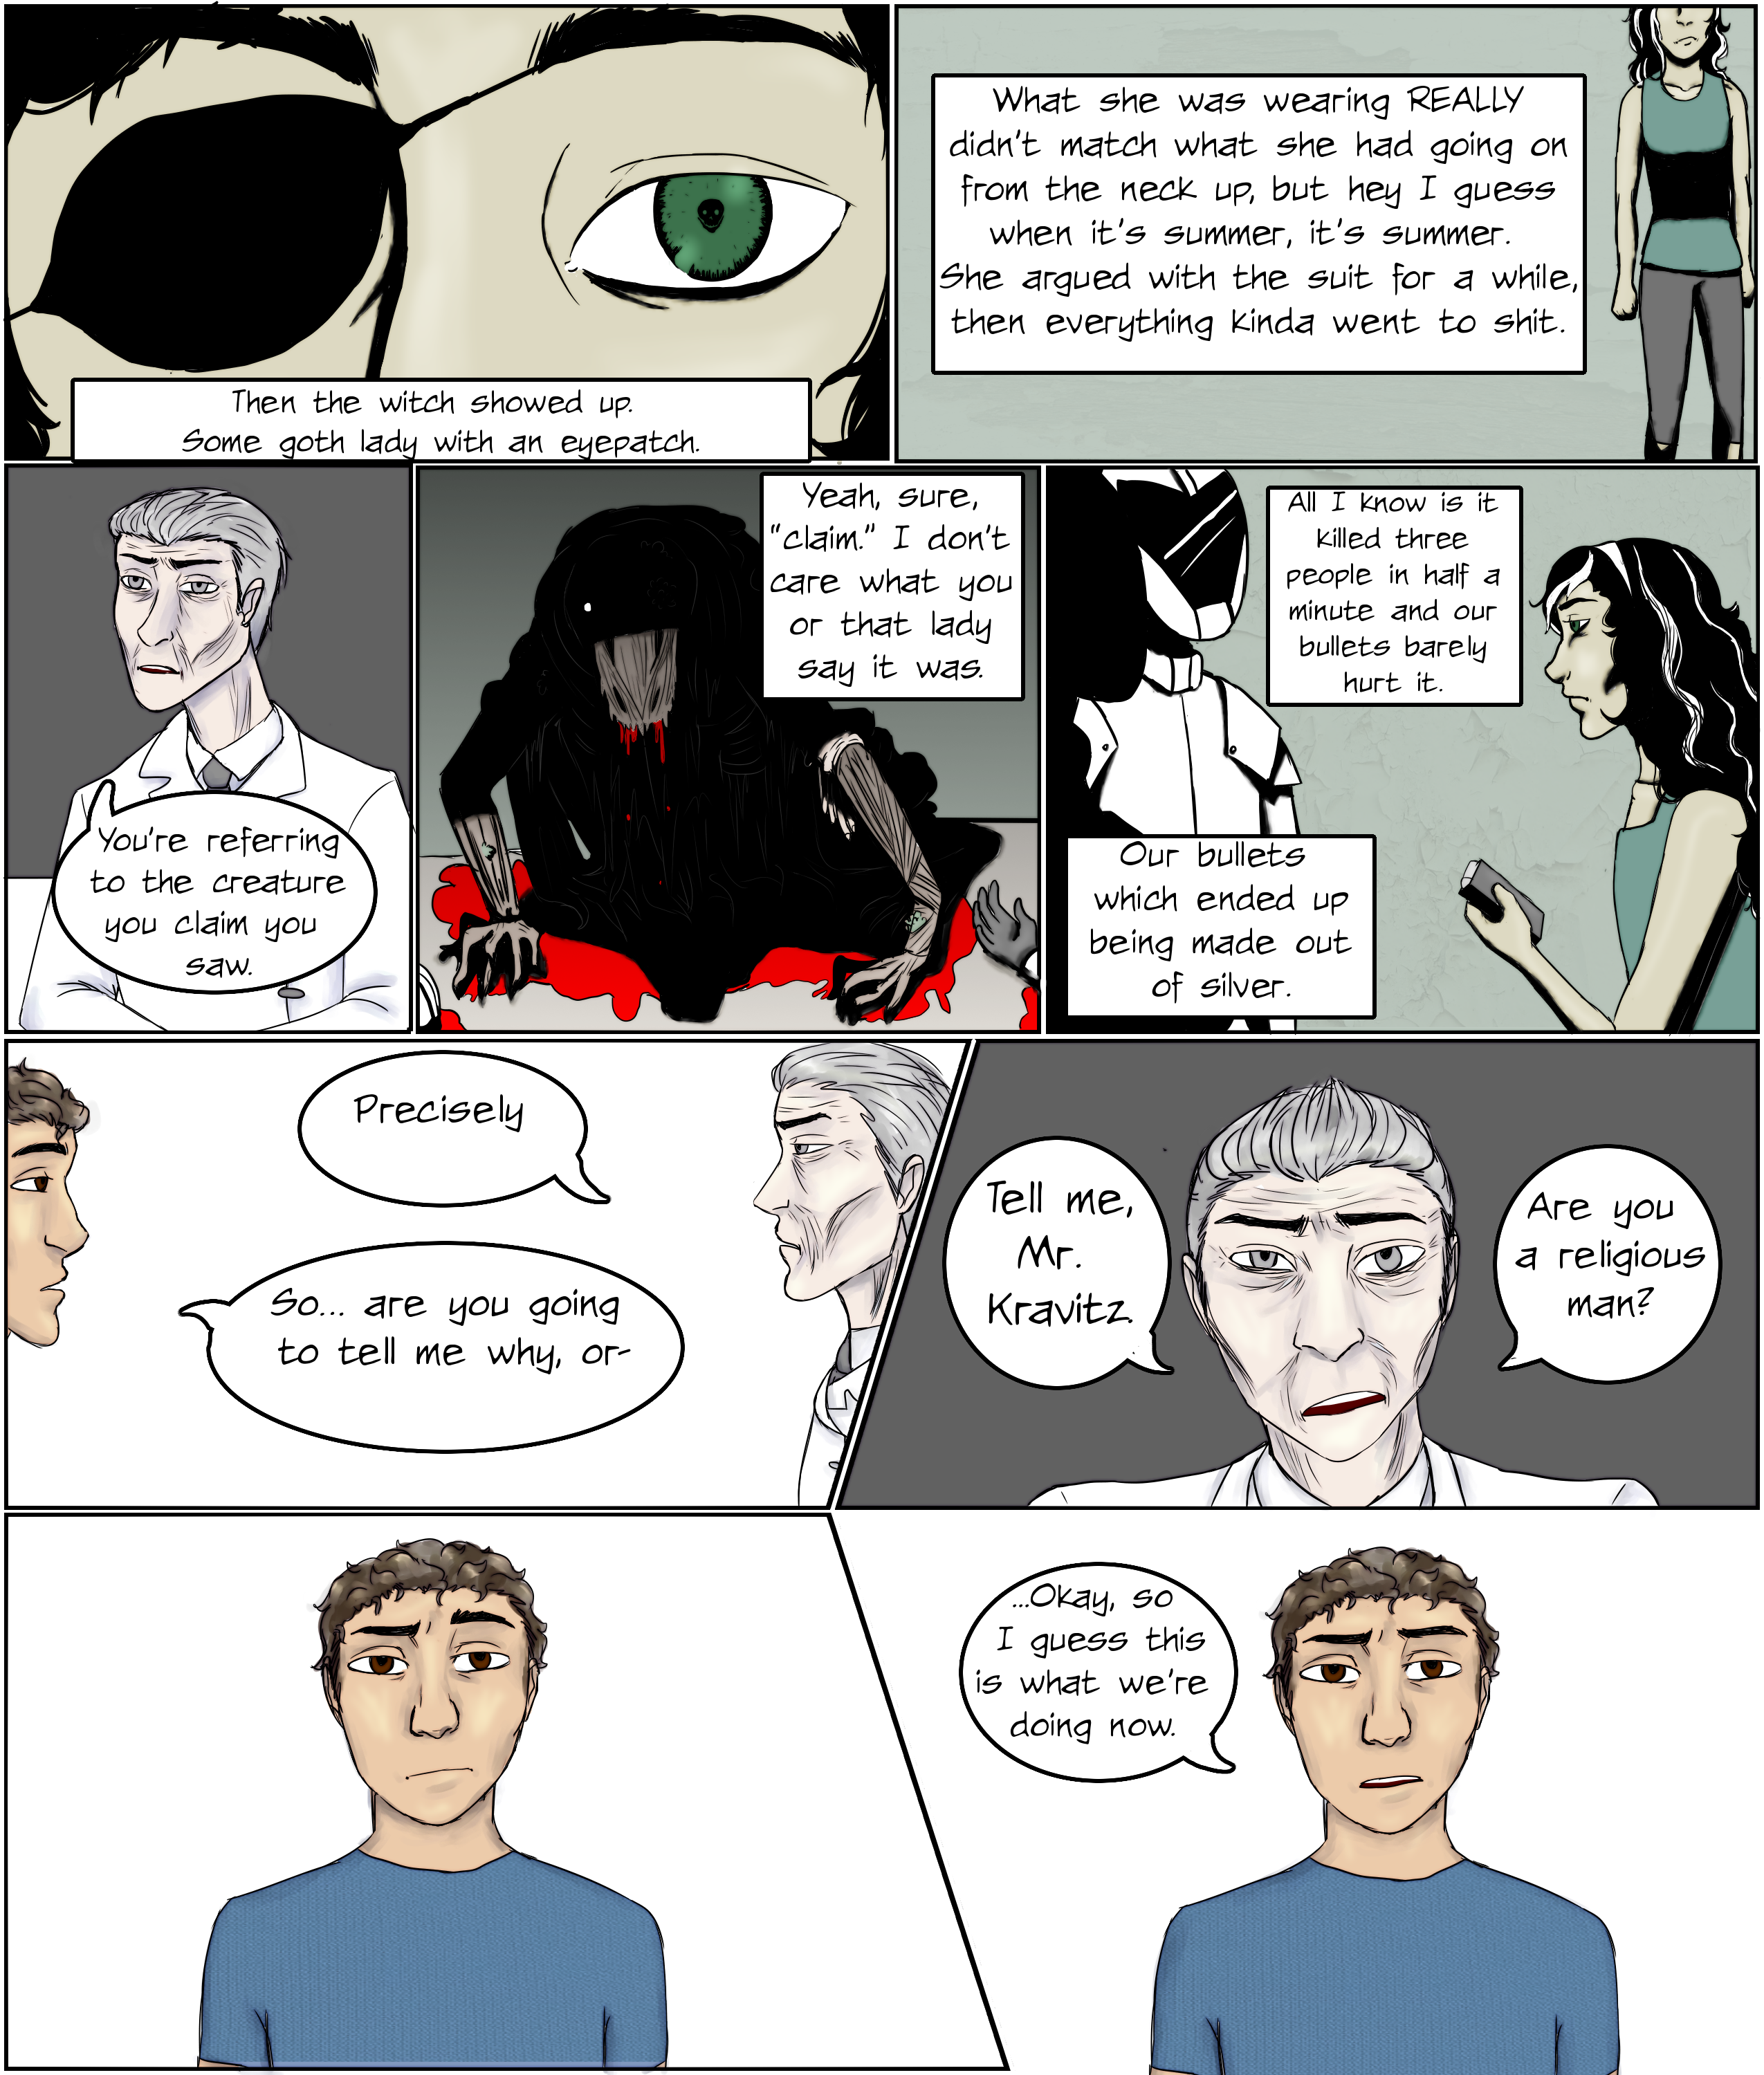 Then the witch showed up.
Some goth lady with an eyepatch.
What she was wearing REALLY
didn't match what she had going on
from the neck up, but hey I guess
when it's summer, it's summer.
She argued with the suit for a while,
then everything kinda went to shit.
You're referring
to the creature
you claim you
saw.
Yeah, sure,
"claim." I don't
care what you
or that lady
say it was.
All I know is it
killed three
people in half a
minute and our
bullets barely
hurt it.
Our bullets
which ended up
being made out
of silver.
Precisely
So... are you going
to tell me why, or-
Tell me,
Mr.
Kravitz.
Are you
a religious
man?
...Okay, so
I guess this
is what we're
doing now.